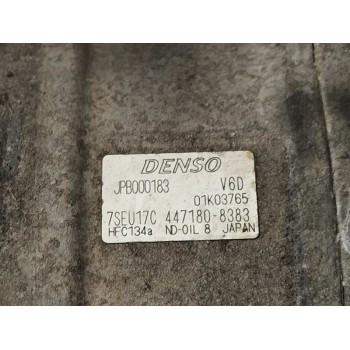 DENSO
JPB000183 V6D
01K03765
7SEU17C 447180-8383
HFC134a ND-OIL 8 JAPAN